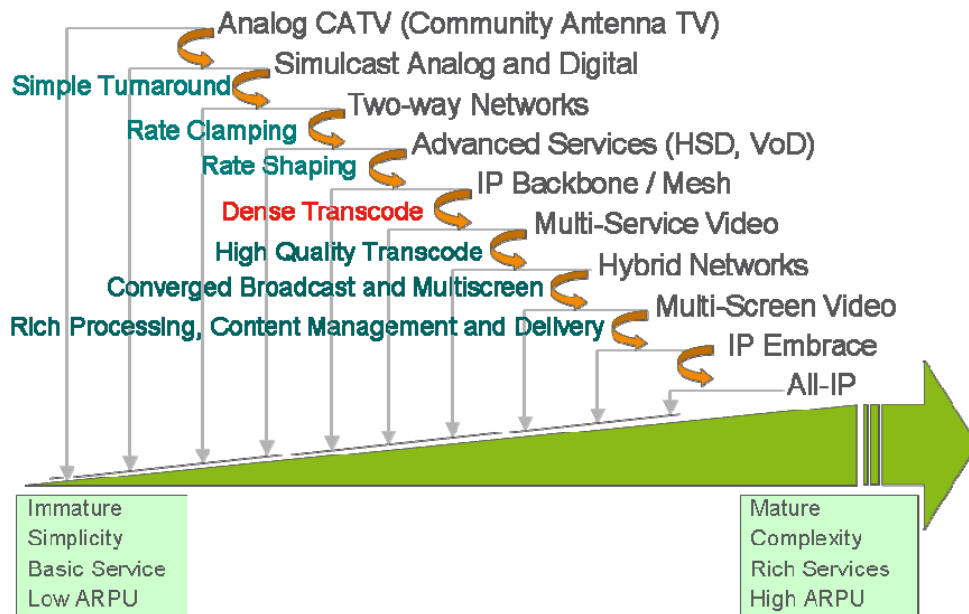 Analog CATV (Community Antenna TV)
Simulcast Analog and Digital
Simple Turnaround
Two-way Networks
Rate Clamping
Advanced Services (HSD, VoD)
Rate Shaping
IP Backbone / Mesh
Dense Transcode
Multi-Service Video
High Quality Transcode
Hybrid Networks
Converged Broadcast and Multiscreen
Multi-Screen Video
Rich Processing, Content Management and Delivery
IP Embrace
All-IP
Immature
Simplicity
Basic Service
Low ARPU
Mature
Complexity
Rich Services
High ARPU